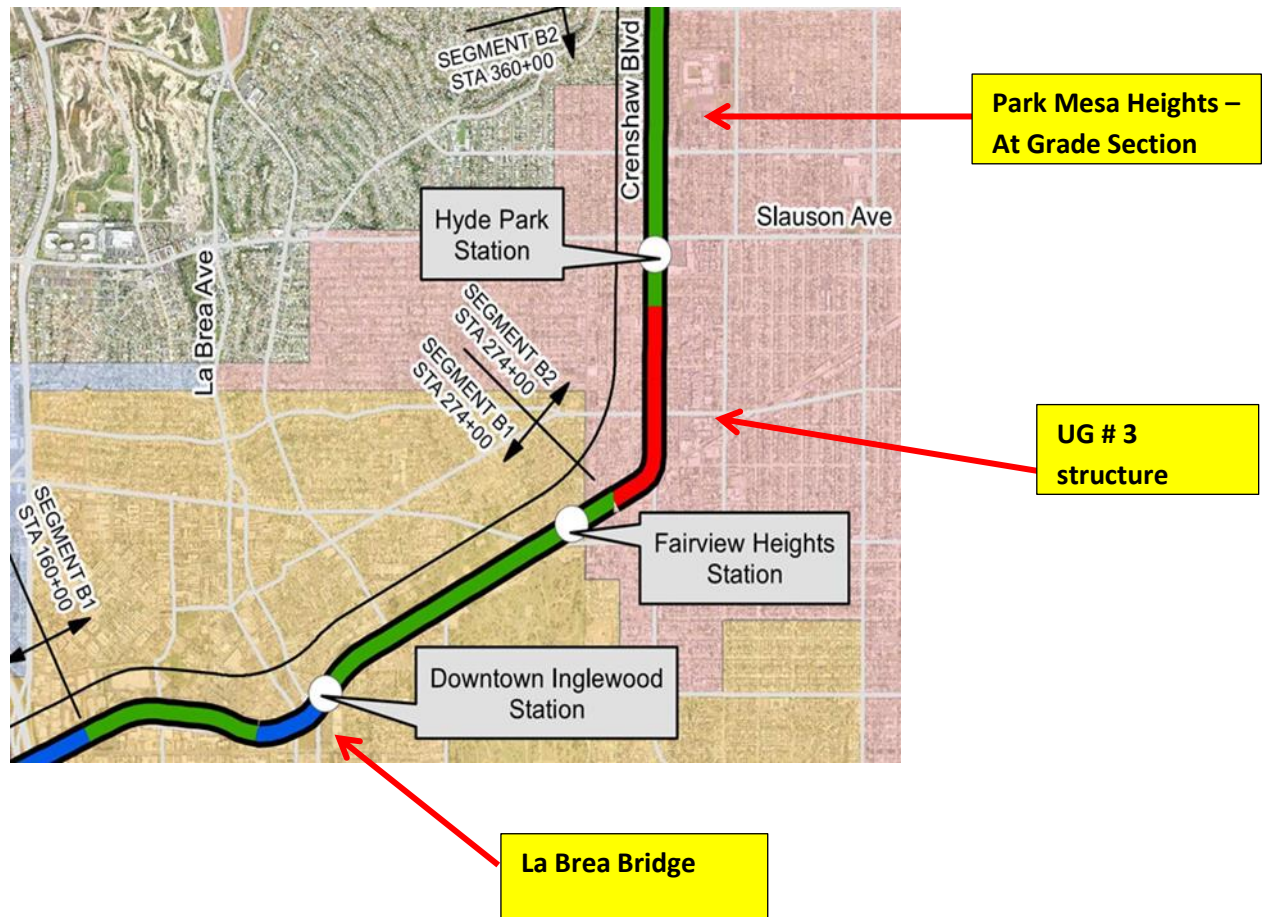 SEGMENT B2
STA 360+00
Crenshaw Blvd
Park Mesa Heights –
At Grade Section
Hyde Park
Station
Slauson Ave
La Brea Ave
SEGMENT B2
STA 274+00
SEGMENT B1
STA 274+00
UG # 3
structure
SEGMENT B1
STA 160+00
Fairview Heights
Station
Downtown Inglewood
Station
La Brea Bridge